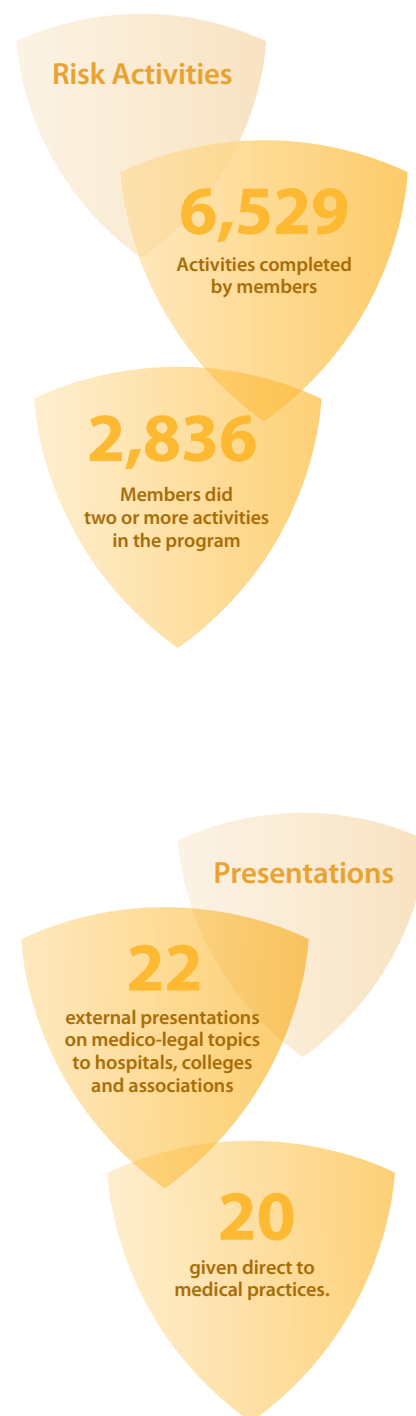 Risk Activities
6,529
Activities completed
by members
2,836
Members did
two or more activities
in the program
Presentations
22
external presentations
on medico-legal topics
to hospitals, colleges
and associations
20
given direct to
medical practices.